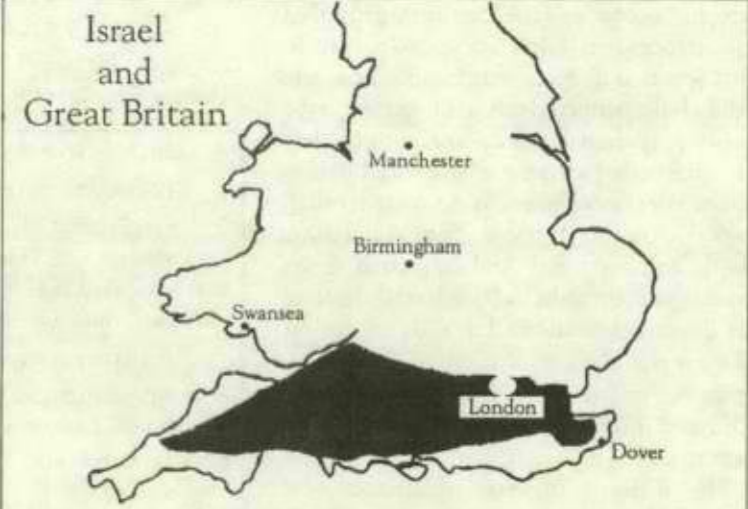 Israel
and
Great Britain
Manchester
Birmingham
Swansea
London
Dover